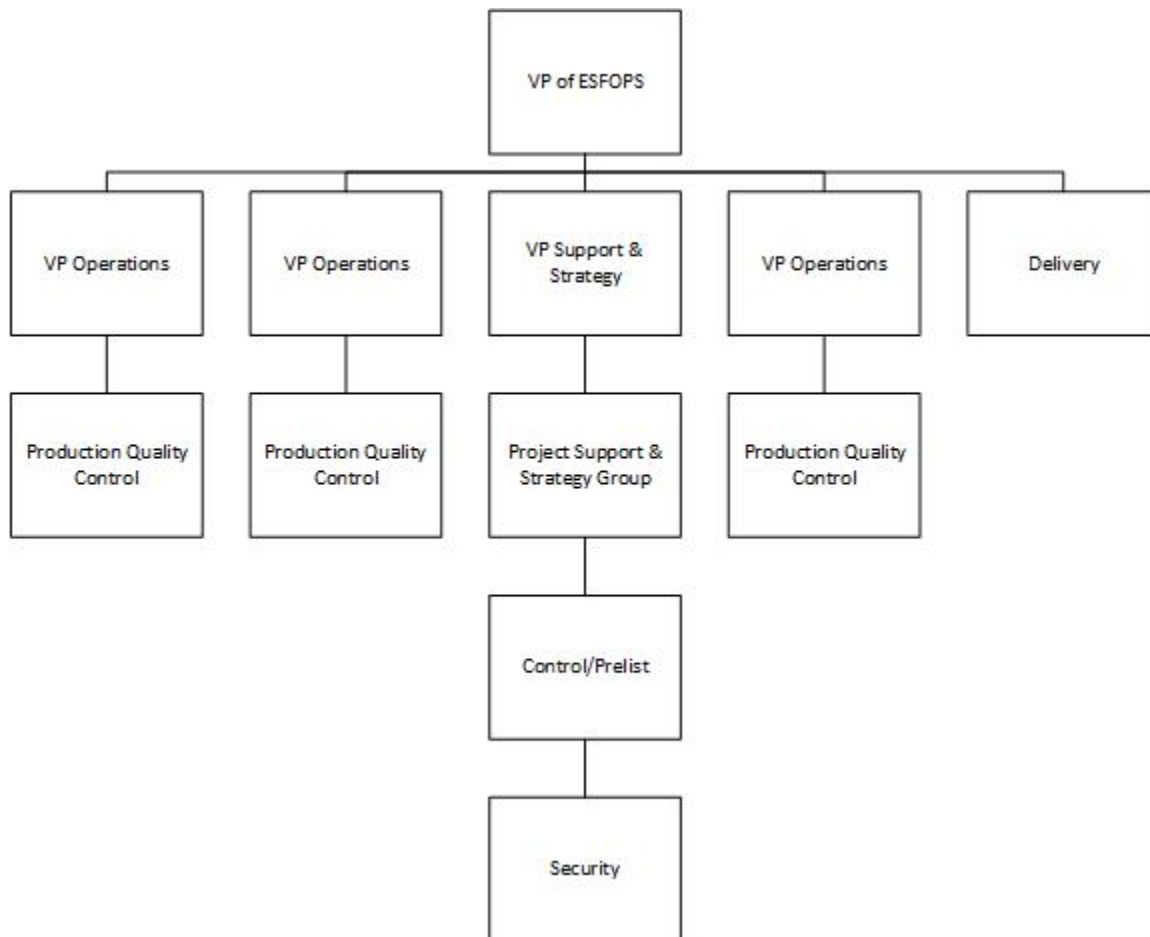 VP of ESFOPS
VP Operations
VP Operations
VP Support &
Strategy
VP Operations
Delivery
Production Quality
Control
Production Quality
Control
Project Support &
Strategy Group
Production Quality
Control
Control/Prelist
Security